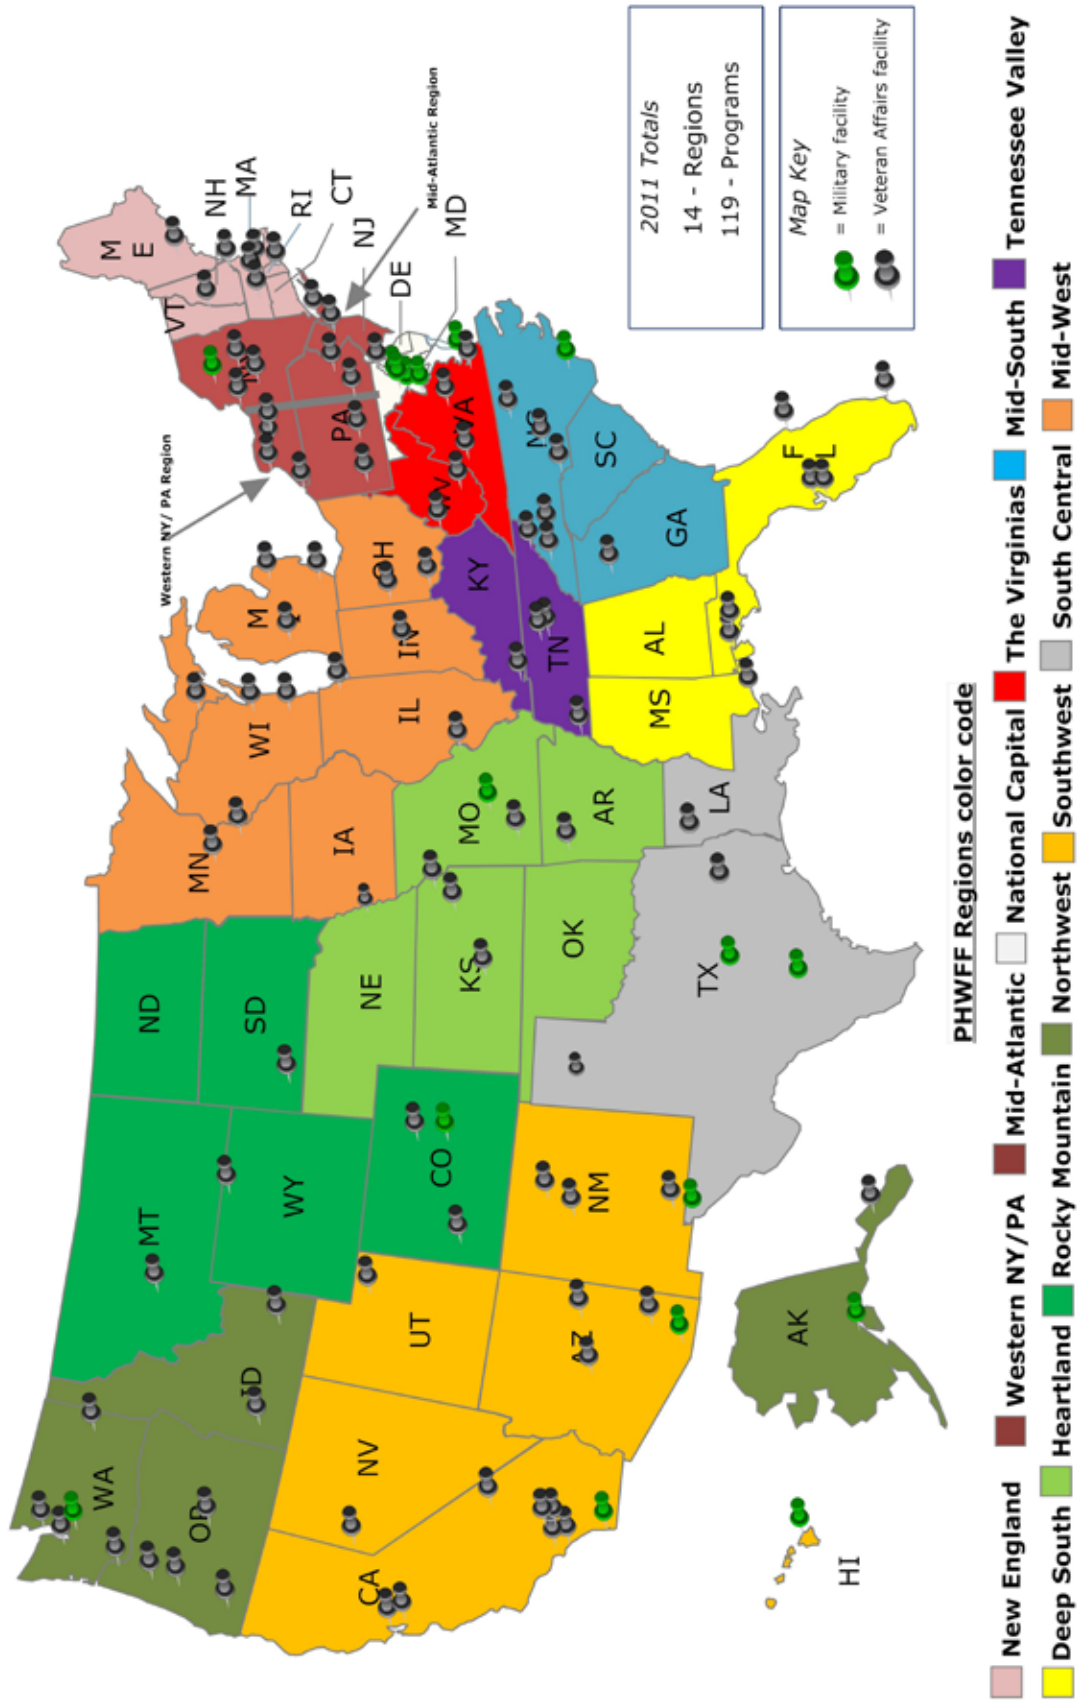 WA
OR
ID
MT
WY
ND
SD
NE
KS
OK
CO
UT
NV
CA
AZ
NM
TX
LA
AR
MO
IA
MN
WI
IL
IN
OH
M
KY
TN
MS
AL
GA
SC
NC
VA
WV
PA
NY
VT
M
E
F
L
AK
HI
NH
MA
RI
CT
NJ
DE
MD
Western NY/ PA Region
Mid-Atlantic Region
2011 Totals
14 - Regions
119 - Programs
Map Key
= Military facility
= Veteran Affairs facility
PHWFF Regions color code
New England Western NY/PA Mid-Atlantic National Capital The Virginias Mid-South Tennessee Valley
Deep South Heartland Rocky Mountain Northwest Southwest South Central Mid-West